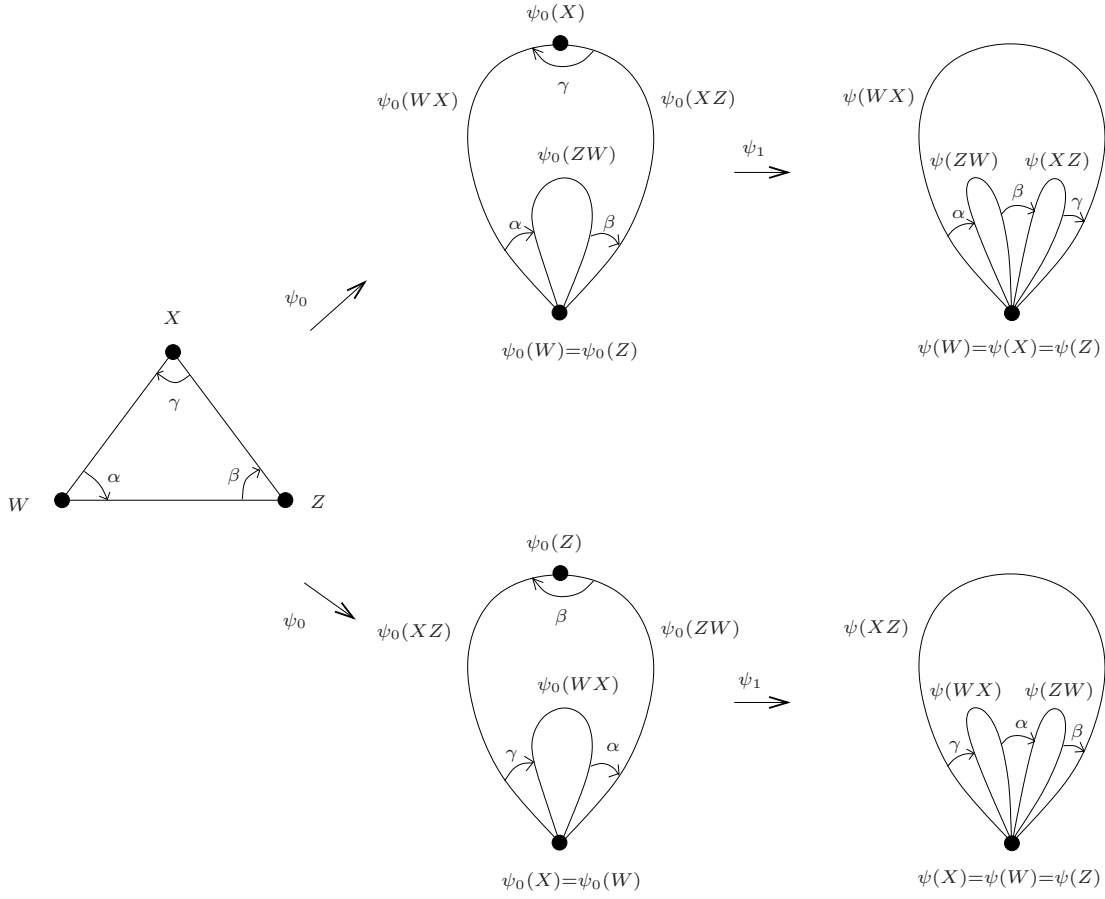 ψ₀(X)
ψ₀(WX) γ ψ₀(XZ)
ψ₀(ZW)
α β
ψ₀(W)=ψ₀(Z)
ψ₁
ψ(WX)
ψ(ZW) ψ(XZ)
α β γ
ψ(W)=ψ(X)=ψ(Z)
ψ₀
X
γ
α β
W Z
ψ₀
ψ₀(Z)
β
ψ₀(XZ) ψ₀(ZW)
ψ₀(WX)
γ α
ψ₀(X)=ψ₀(W)
ψ₁
ψ(XZ)
ψ(WX) ψ(ZW)
γ α β
ψ(X)=ψ(W)=ψ(Z)